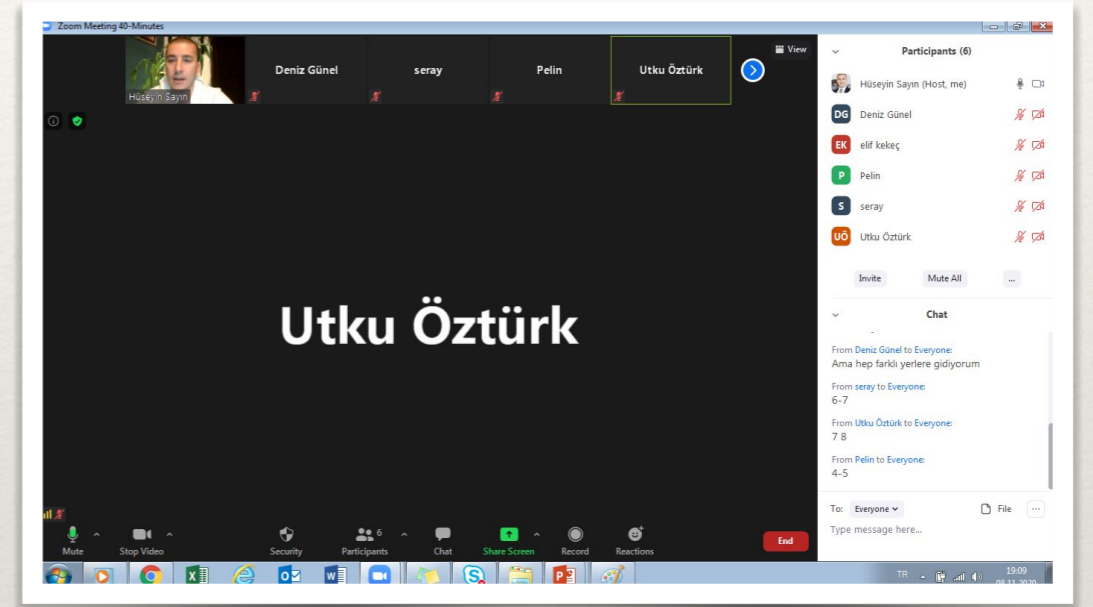 Zoom Meeting 40-Minutes
Hüseyin Sayın
Deniz Günel
seray
Pelin
Utku Öztürk
View
Utku Öztürk
Mute
Stop Video
Security
Participants
6
Chat
Share Screen
Record
Reactions
End
Participants (6)
Hüseyin Sayın (Host, me)
DG Deniz Günel
EK elif kekeç
P Pelin
S seray
UÖ Utku Öztürk
Invite
Mute All
...
Chat
From Deniz Günel to Everyone:
Ama hep farklı yerlere gidiyorum
From seray to Everyone:
6-7
From Utku Öztürk to Everyone:
7 8
From Pelin to Everyone:
4-5
To: Everyone
File
...
Type message here...
TR
19:09
08.11.2020